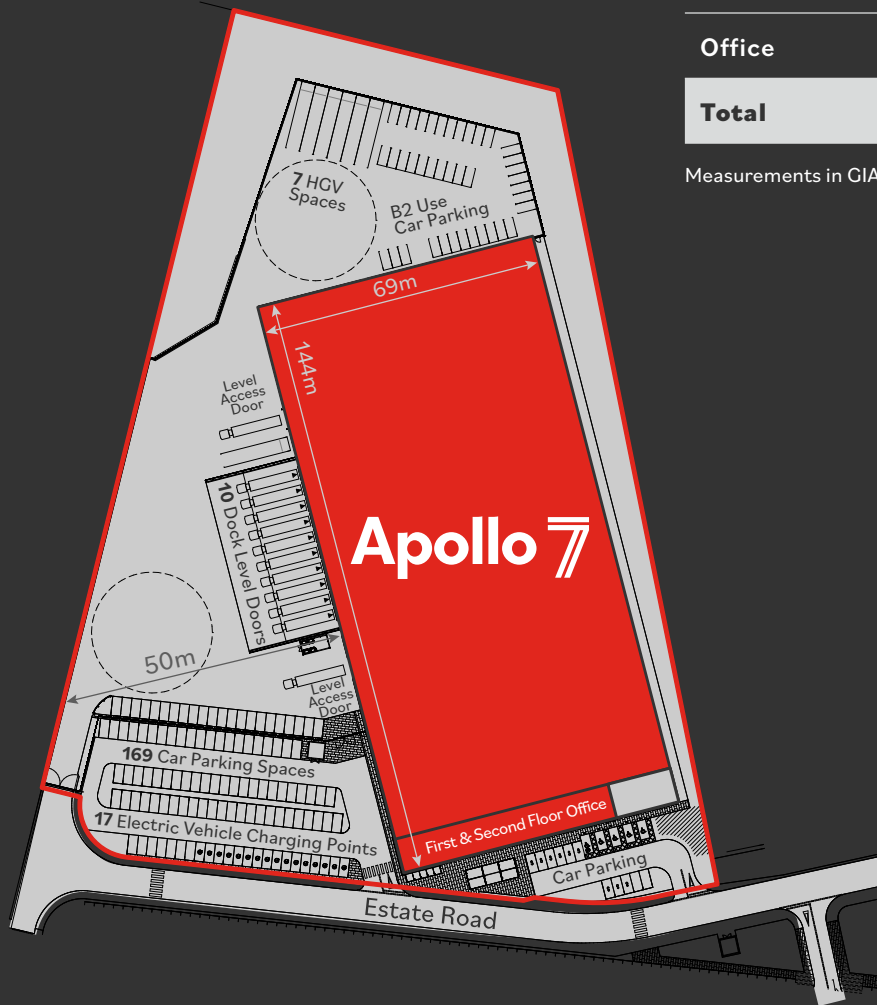 Office
Total
Measurements in GIA
7 HGV
Spaces
B2 Use
Car Parking
69m
144m
Level
Access
Door
10 Dock Level Doors
Apollo 7
50m
Level
Access
Door
169 Car Parking Spaces
17 Electric Vehicle Charging Points
First & Second Floor Office
Car Parking
Estate Road